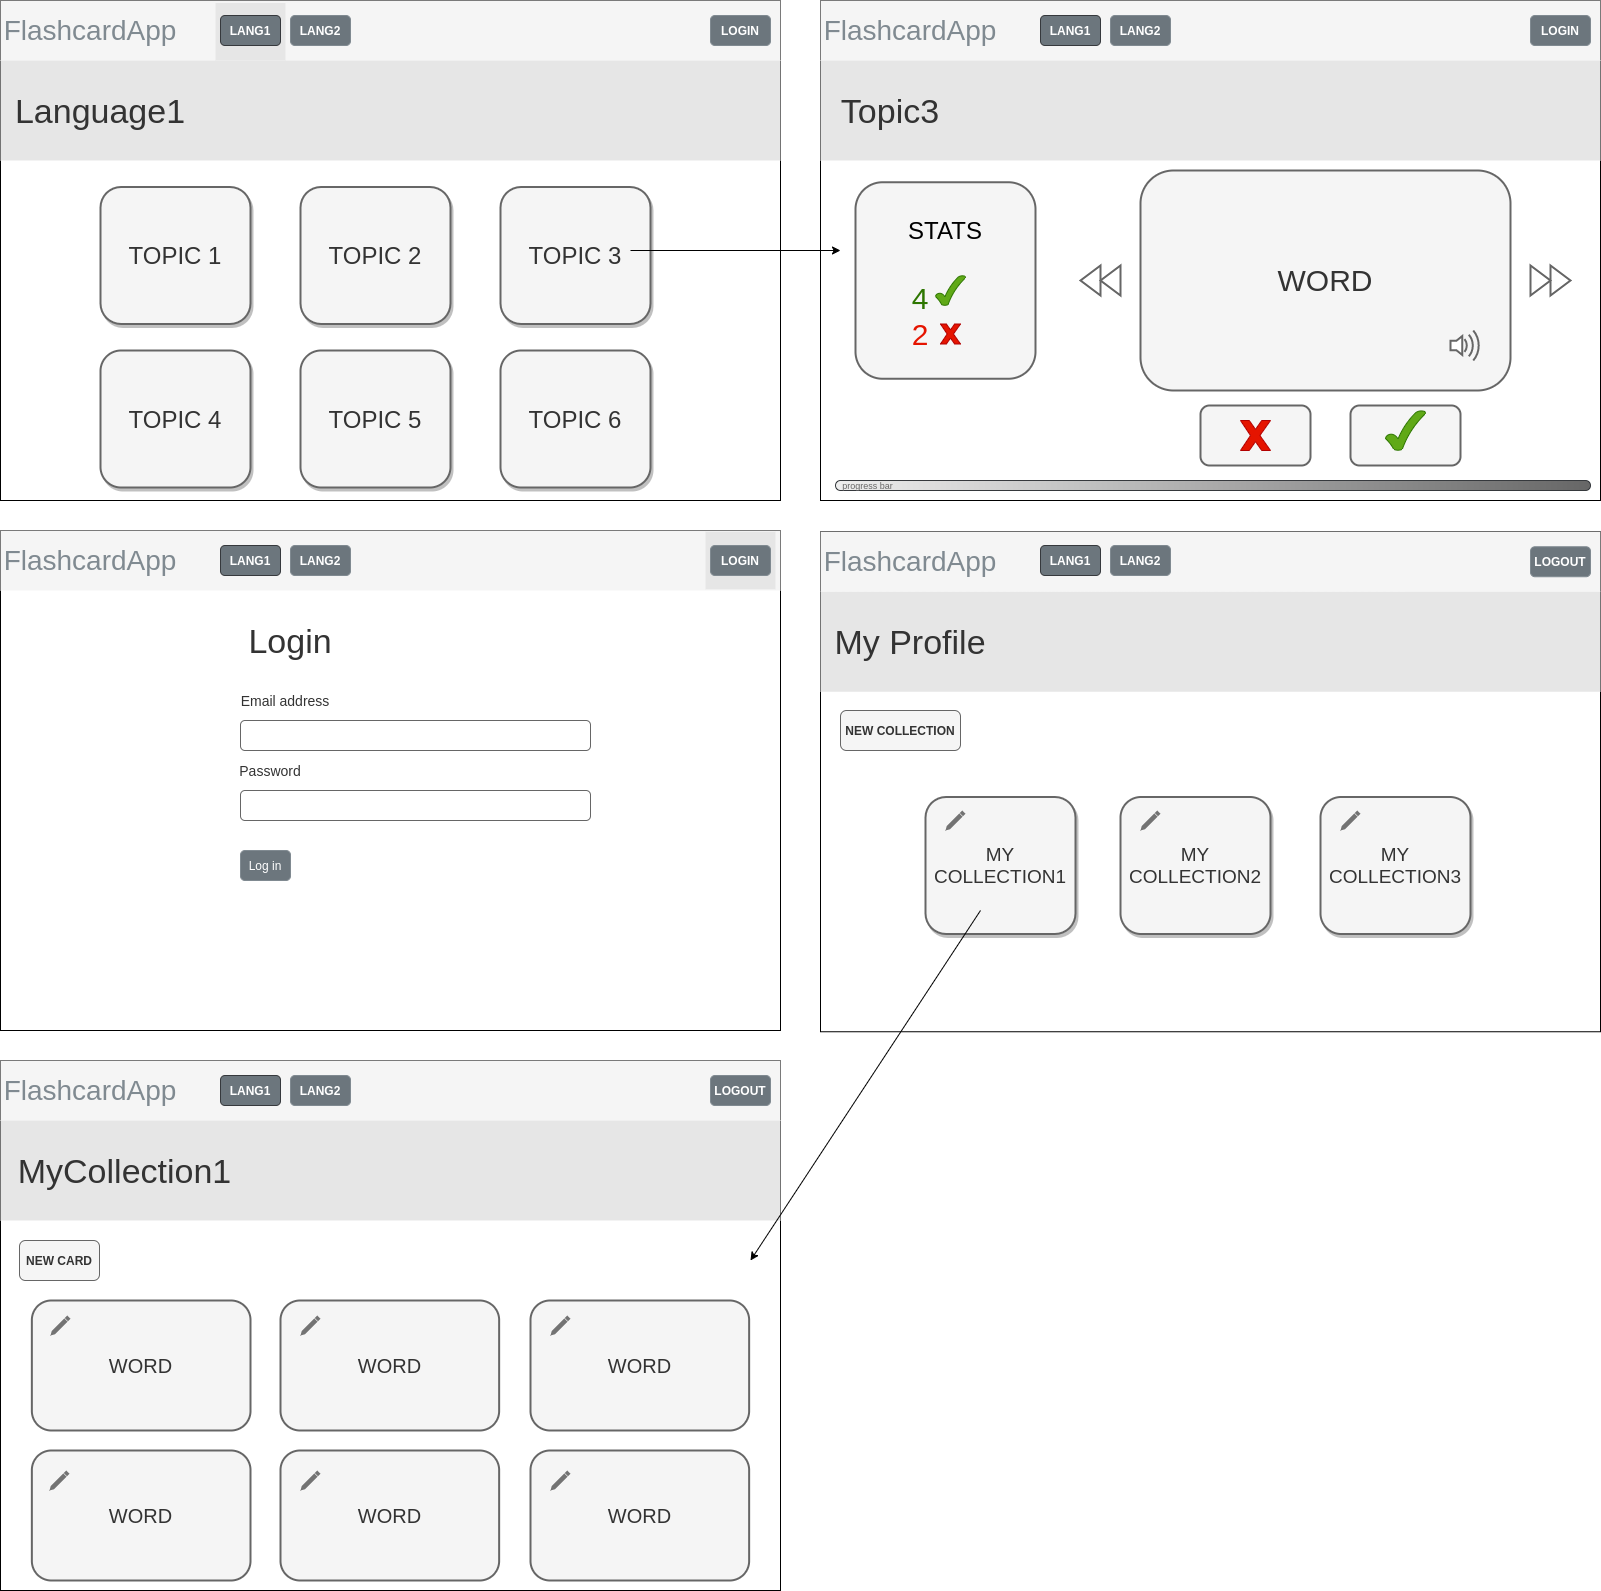 FlashcardApp
LANG1
LANG2
LOGIN
Language1
TOPIC 1
TOPIC 2
TOPIC 3
TOPIC 4
TOPIC 5
TOPIC 6
FlashcardApp
LANG1
LANG2
LOGIN
Topic3
STATS
4
2
WORD
progress bar
FlashcardApp
LANG1
LANG2
LOGIN
Login
Email address
Password
Log in
FlashcardApp
LANG1
LANG2
LOGOUT
My Profile
NEW COLLECTION
MY
COLLECTION1
MY
COLLECTION2
MY
COLLECTION3
FlashcardApp
LANG1
LANG2
LOGOUT
MyCollection1
NEW CARD
WORD
WORD
WORD
WORD
WORD
WORD